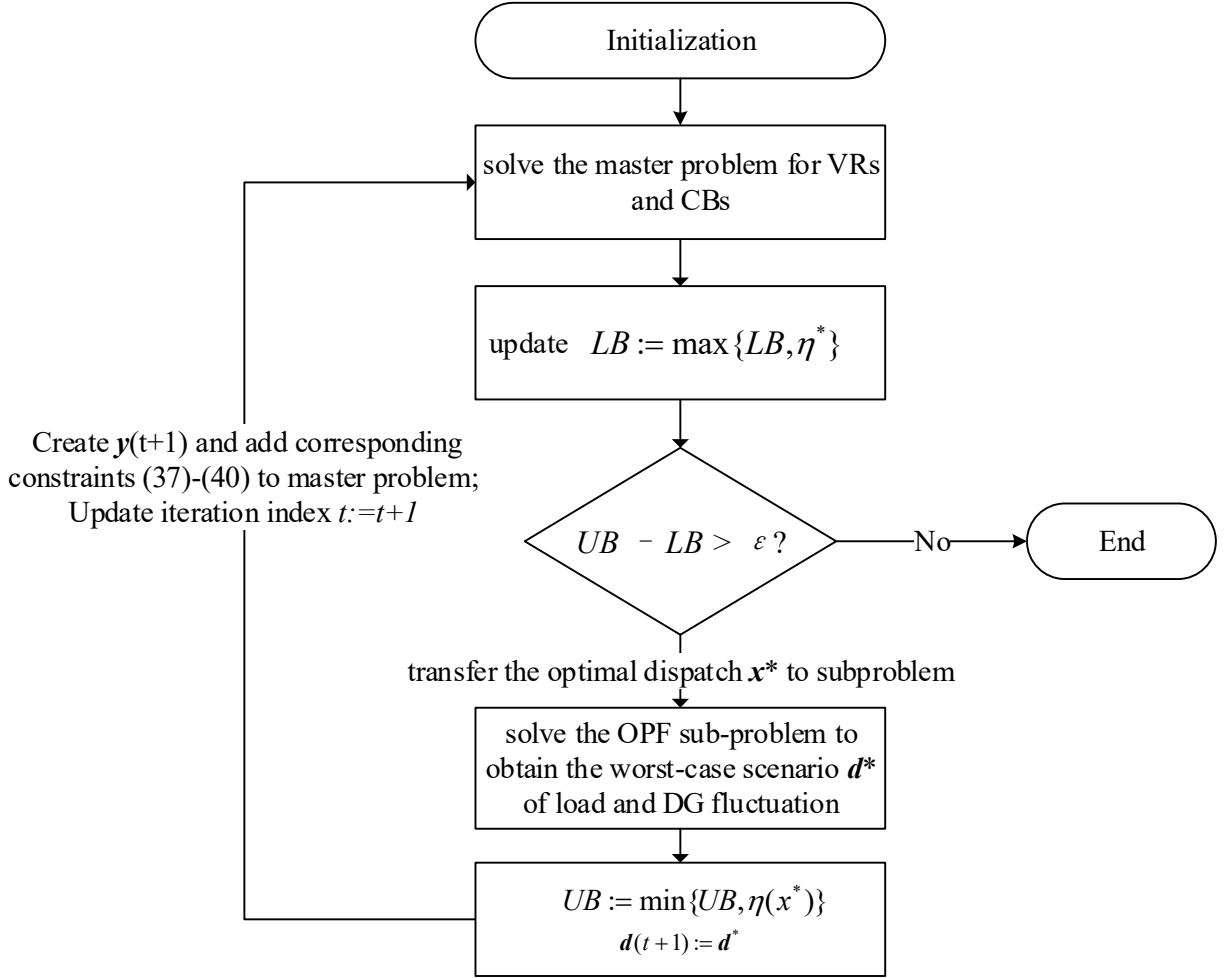 Initialization
solve the master problem for VRs
and CBs
update LB := max{LB, η*}
Create y(t+1) and add corresponding
constraints (37)-(40) to master problem;
Update iteration index t:=t+1
UB - LB > ε ?
No
End
transfer the optimal dispatch x* to subproblem
solve the OPF sub-problem to
obtain the worst-case scenario d*
of load and DG fluctuation
UB := min{UB, η(x*)}
d(t+1) := d*